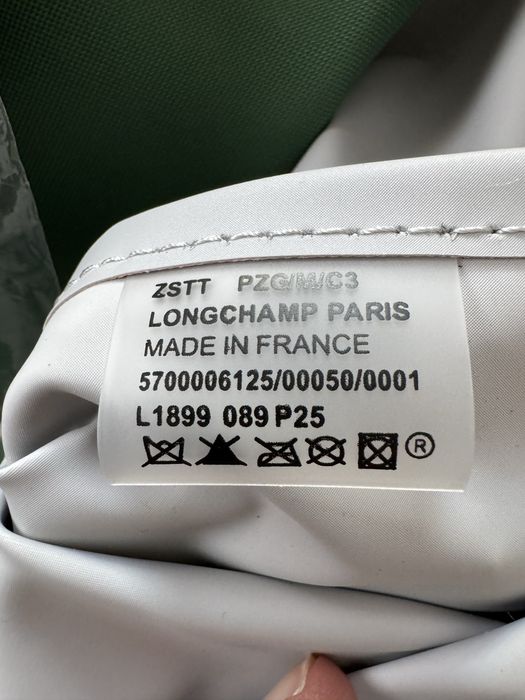 ZSTT PZG/M/C3
LONGCHAMP PARIS
MADE IN FRANCE
5700006125/00050/0001
L1899 089 P25
®